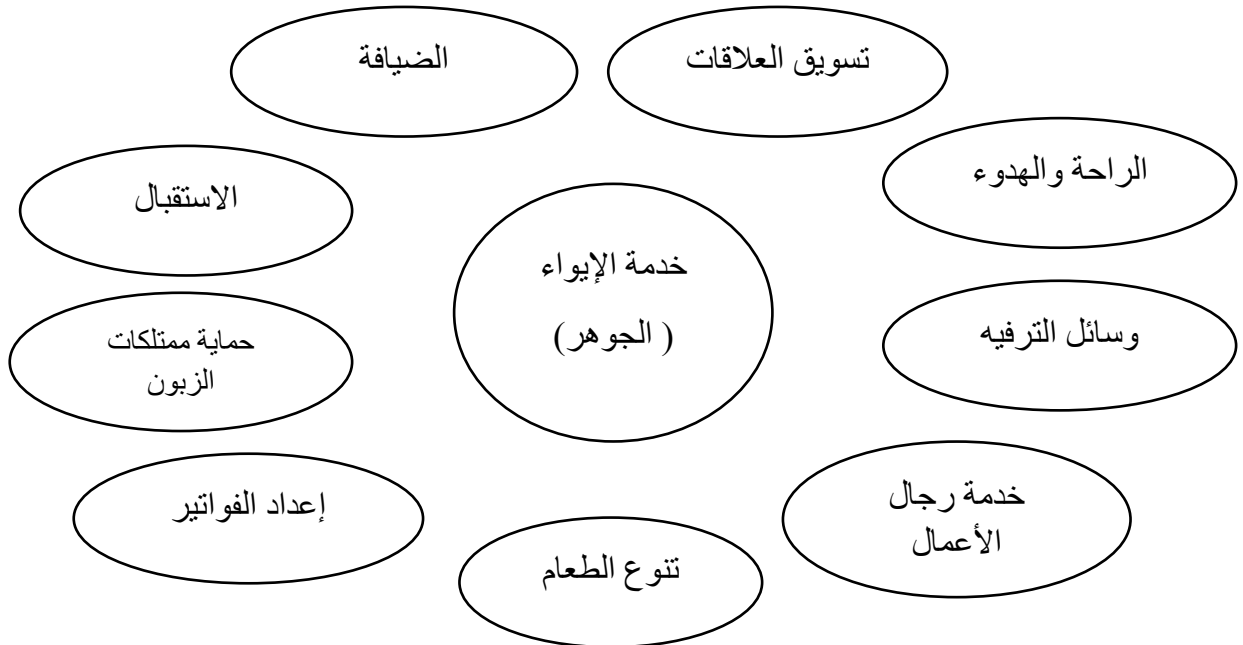 تسويق العلاقات
الضيافة
الراحة والهدوء
الاستقبال
خدمة الإيواء
( الجوهر)
وسائل الترفيه
حماية ممتلكات
الزبون
خدمة رجال
الأعمال
إعداد الفواتير
تنوع الطعام